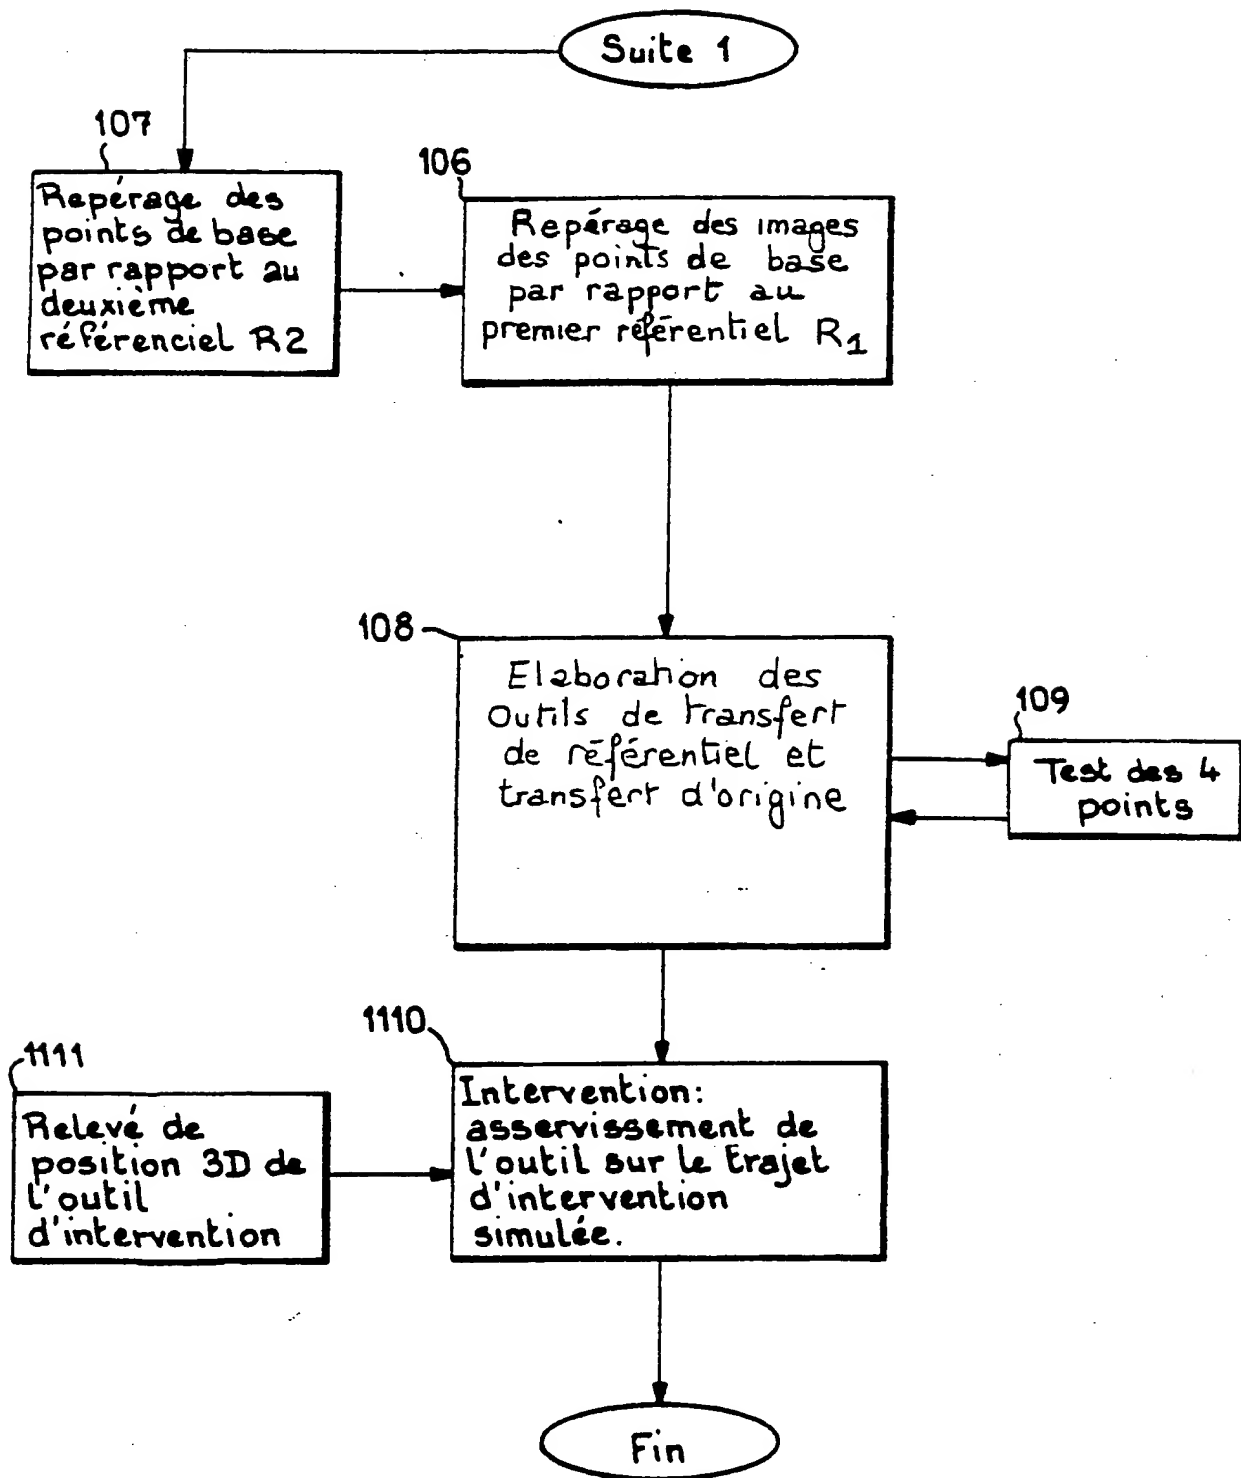 Suite 1
107
Repérage des
points de base
par rapport au
deuxième
référenciel R2
106
Repérage des images
des points de base
par rapport au
premier référentiel R1
108
Elaboration des
Outils de transfert
de référentiel et
transfert d'origine
109
Test des 4
points
1111
Relevé de
position 3D de
l'outil
d'intervention
1110
Intervention:
asservissement de
l'outil sur le trajet
d'intervention
simulée.
Fin